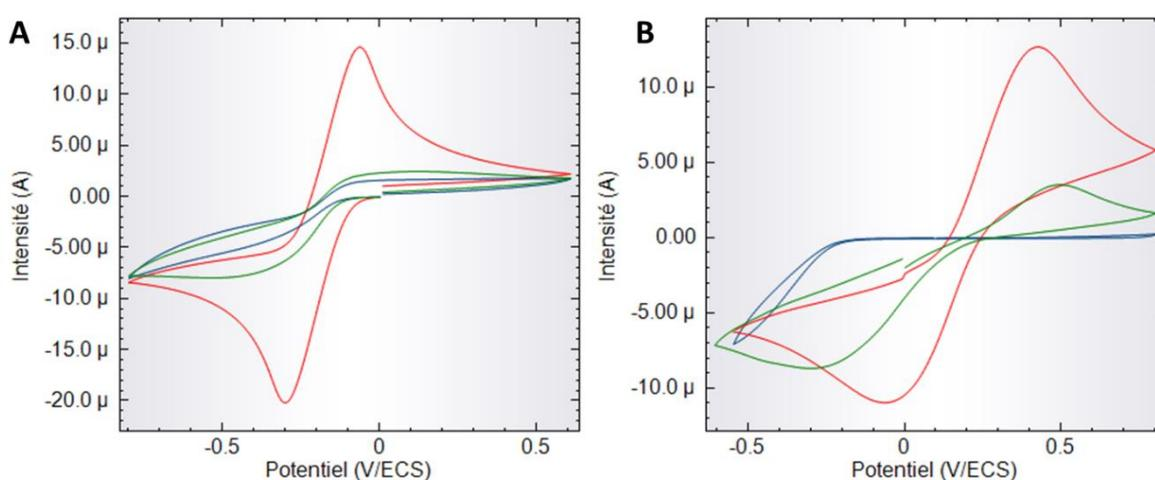 A
15.0 µ
10.0 µ
5.00 µ
0.00
-5.00 µ
-10.0 µ
-15.0 µ
-20.0 µ
Intensité (A)
-0.5
0
0.5
Potentiel (V/ECS)
B
10.0 µ
5.00 µ
0.00
-5.00 µ
-10.0 µ
Intensité (A)
-0.5
0
0.5
Potentiel (V/ECS)